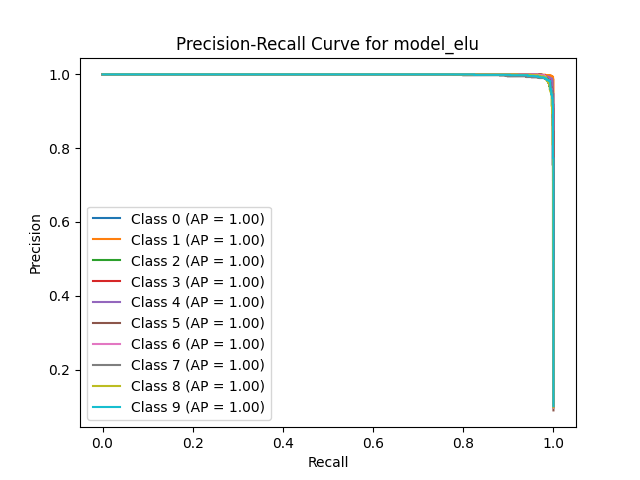 Precision-Recall Curve for model_elu
1.0
0.8
0.6
0.4
0.2
Precision
Class 0 (AP = 1.00)
Class 1 (AP = 1.00)
Class 2 (AP = 1.00)
Class 3 (AP = 1.00)
Class 4 (AP = 1.00)
Class 5 (AP = 1.00)
Class 6 (AP = 1.00)
Class 7 (AP = 1.00)
Class 8 (AP = 1.00)
Class 9 (AP = 1.00)
0.0 0.2 0.4 0.6 0.8 1.0
Recall